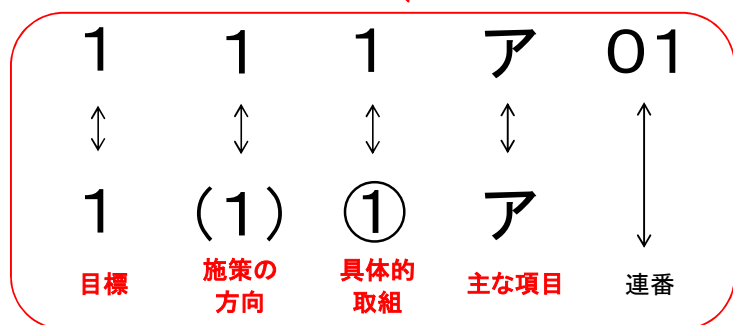 1 1 1 ア 01
1 (1) ① ア
目標 施策の方向 具体的取組 主な項目 連番